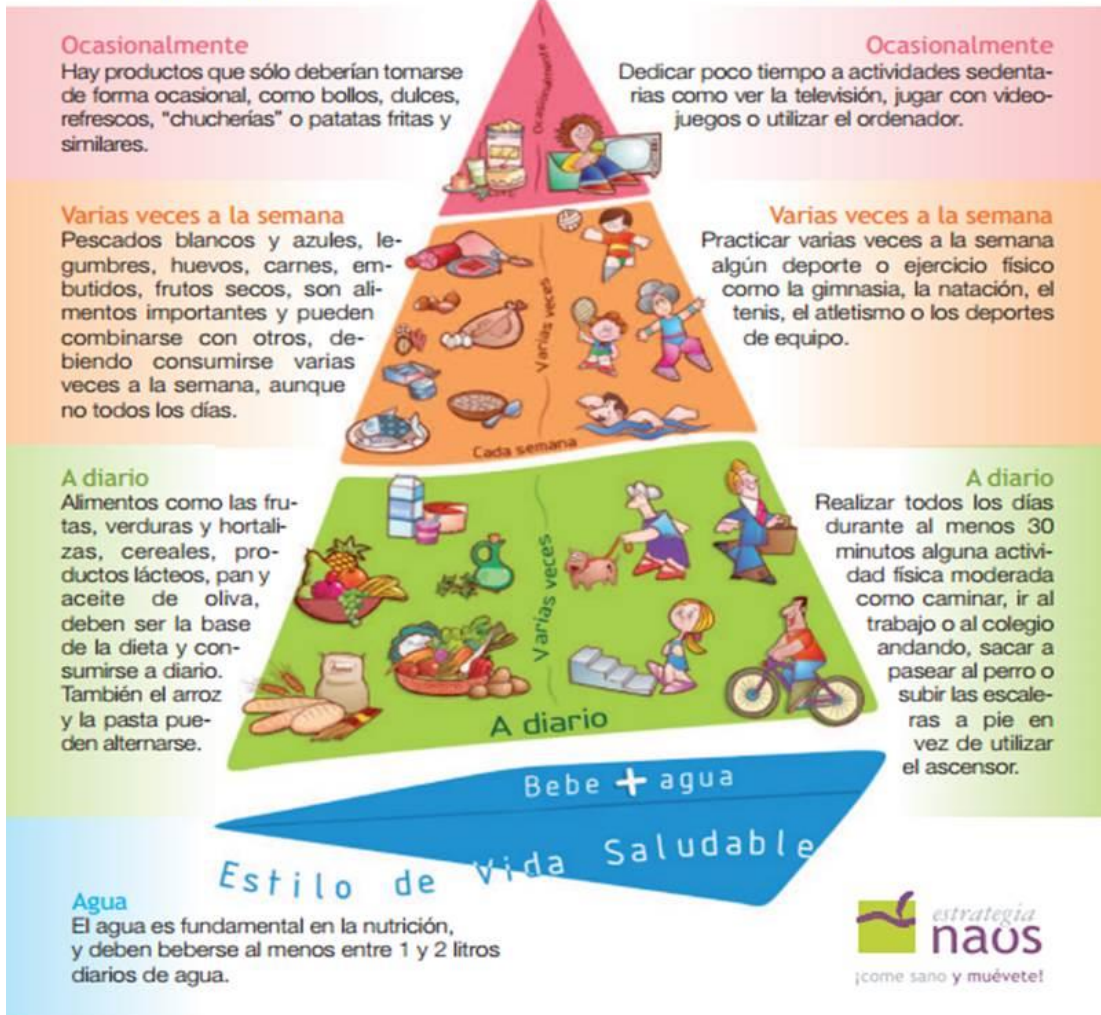 Ocasionalmente
Hay productos que sólo deberían tomarse
de forma ocasional, como bollos, dulces,
refrescos, “chucherías” o patatas fritas y
similares.
Ocasionalmente
Ocasionalmente
Dedicar poco tiempo a actividades sedenta-
rias como ver la televisión, jugar con video-
juegos o utilizar el ordenador.
Varias veces a la semana
Pescados blancos y azules, le-
gumbres, huevos, carnes, em-
butidos, frutos secos, son ali-
mentos importantes y pueden
combinarse con otros, de-
biendo consumirse varias
veces a la semana, aunque
no todos los días.
Varias veces
Cada semana
Varias veces a la semana
Practicar varias veces a la semana
algún deporte o ejercicio físico
como la gimnasia, la natación, el
tenis, el atletismo o los deportes
de equipo.
A diario
Alimentos como las fru-
tas, verduras y hortali-
zas, cereales, pro-
ductos lácteos, pan y
aceite de oliva,
deben ser la base
de la dieta y con-
sumirse a diario.
También el arroz
y la pasta pue-
den alternarse.
Varias veces
A diario
A diario
Realizar todos los días
durante al menos 30
minutos alguna activi-
dad física moderada
como caminar, ir al
trabajo o al colegio
andando, sacar a
pasear al perro o
subir las escale-
ras a pie en
vez de utilizar
el ascensor.
Bebe + agua
Estilo de Vida Saludable
Agua
El agua es fundamental en la nutrición,
y deben beberse al menos entre 1 y 2 litros
diarios de agua.
estrategia
naos
¡come sano y muévete!